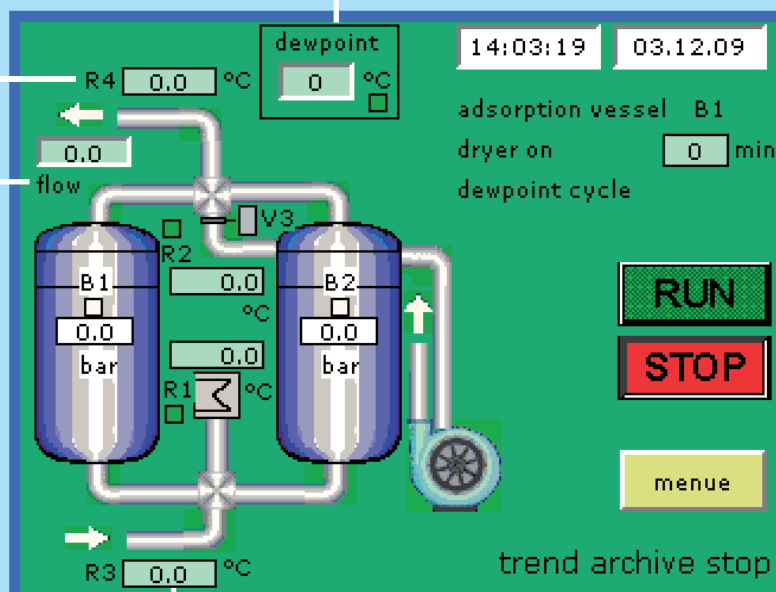 dewpoint
0 °C
14:03:19 03.12.09
R4 0.0 °C
adsorption vessel B1
0.0
flow
dryer on 0 min
dewpoint cycle
V3
R2
0.0
°C
B1
0.0
bar
B2
0.0
bar
0.0
R1 °C
RUN
STOP
menue
R3 0.0 °C
trend archive stop